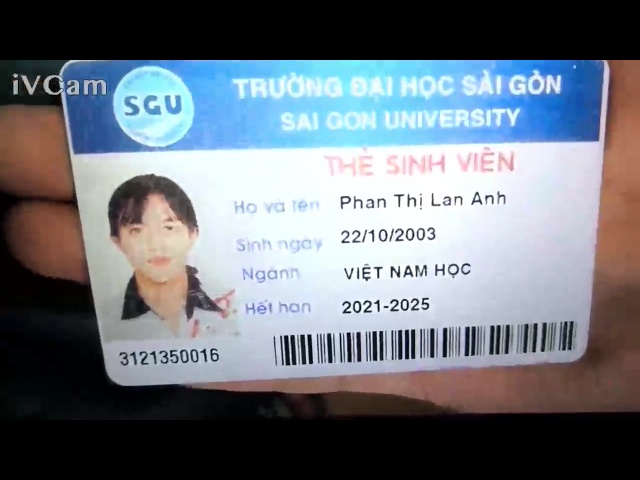 iVCam
SGU
TRƯỜNG ĐẠI HỌC SÀI GÒN
SAI GON UNIVERSITY
THẺ SINH VIÊN
Họ và tên Phan Thị Lan Anh
Sinh ngày 22/10/2003
Ngành VIỆT NAM HỌC
Hết hạn 2021-2025
3121350016